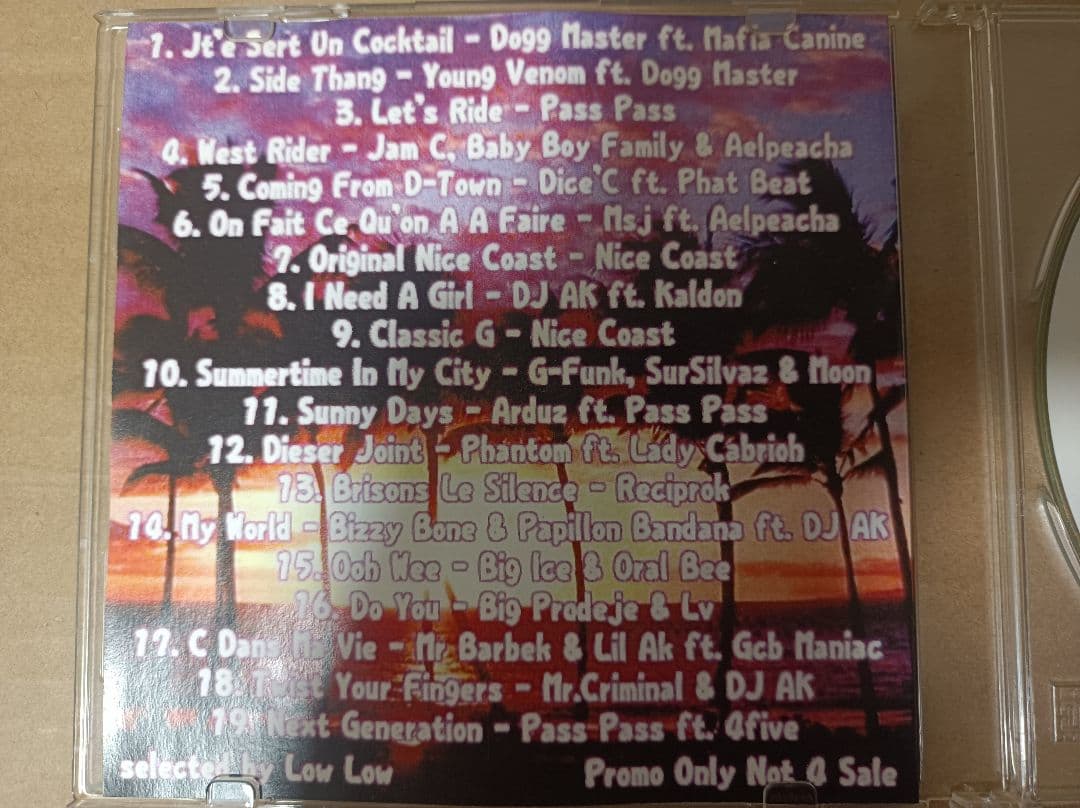 1. Jt'e Sert Un Cocktail - Dogg Master ft. Mafia Canine
2. Side Thang - Young Venom ft. Dogg Master
3. Let's Ride - Pass Pass
4. West Rider - Jam C, Baby Boy Family & Aelpeacha
5. Coming From D-Town - Dice'C ft. Phat Beat
6. On Fait Ce Qu'on A A Faire - Msj ft. Aelpeacha
7. Original Nice Coast - Nice Coast
8. I Need A Girl - DJ AK ft. Kaldon
9. Classic G - Nice Coast
10. Summertime In My City - G-Funk, SurSilvaz & Moon
11. Sunny Days - Arduz ft. Pass Pass
12. Dieser Joint - Phantom ft. Lady Cabrioh
13. Brisons Le Silence - Reciprok
14. My World - Bizzy Bone & Papillon Bandana ft. DJ AK
15. Ooh Wee - Big Ice & Oral Bee
16. Do You - Big Prodeje & Lv
17. C Dans Ma Vie - Mr Barbek & Lil Ak ft. Gcb Maniac
18. Twist Your Fingers - Mr.Criminal & DJ AK
19. Next Generation - Pass Pass ft. 4five
selected by Low Low Promo Only Not 4 Sale